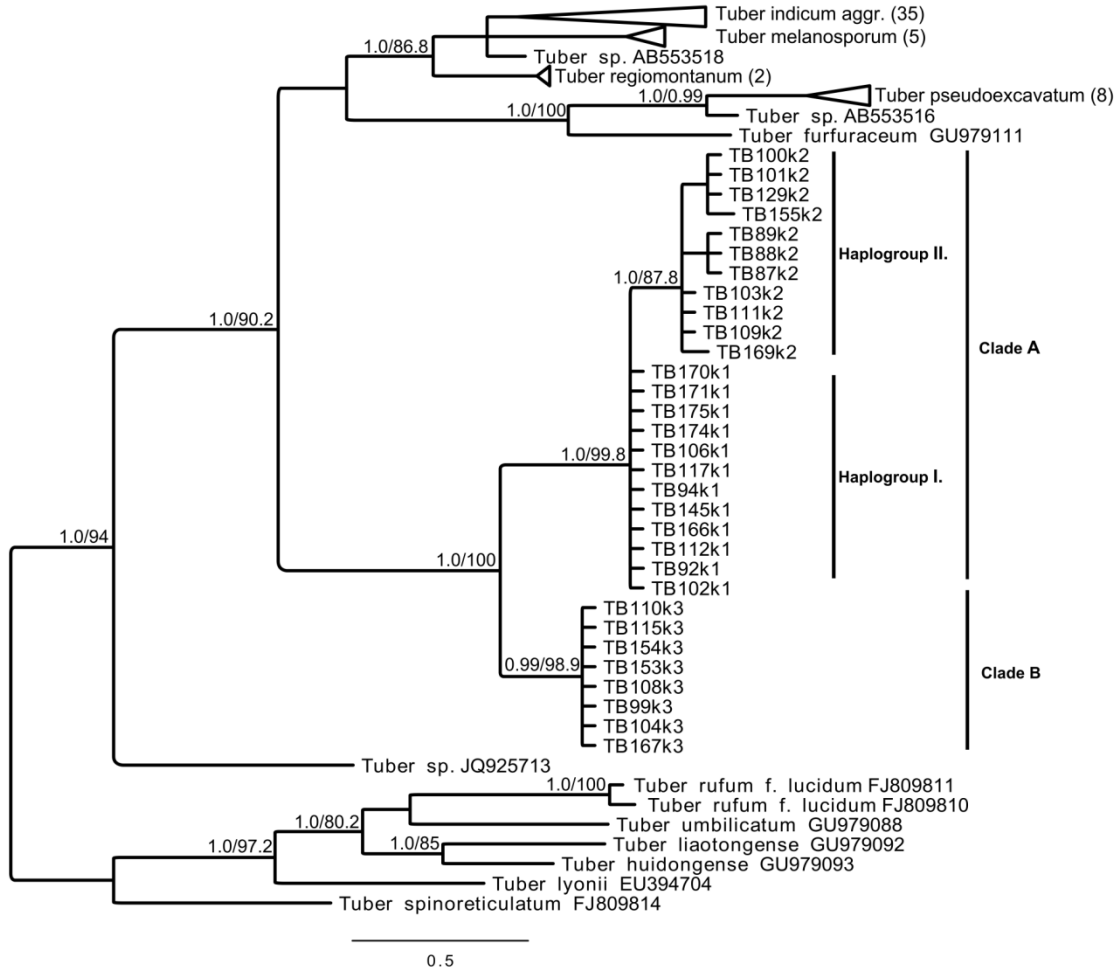 Tuber indicum aggr. (35)
Tuber melanosporum (5)
1.0/86.8
Tuber sp. AB553518
Tuber regiomontanum (2)
1.0/0.99
Tuber pseudoexcavatum (8)
1.0/100
Tuber sp. AB553516
Tuber furfuraceum GU979111
TB100k2
TB101k2
TB129k2
TB155k2
TB89k2
TB88k2
Haplogroup II.
TB87k2
1.0/87.8
TB103k2
TB111k2
1.0/90.2
TB109k2
Clade A
TB169k2
TB170k1
TB171k1
TB175k1
TB174k1
TB106k1
1.0/99.8
TB117k1
Haplogroup I.
TB94k1
TB145k1
TB166k1
1.0/94
TB112k1
1.0/100
TB92k1
TB102k1
TB110k3
TB115k3
TB154k3
0.99/98.9
TB153k3
Clade B
TB108k3
TB99k3
TB104k3
TB167k3
Tuber sp. JQ925713
1.0/100
Tuber rufum f. lucidum FJ809811
Tuber rufum f. lucidum FJ809810
1.0/80.2
Tuber umbilicatum GU979088
1.0/85
Tuber liaotongense GU979092
1.0/97.2
Tuber huidongense GU979093
Tuber lyonii EU394704
Tuber spinoreticulatum FJ809814
0.5